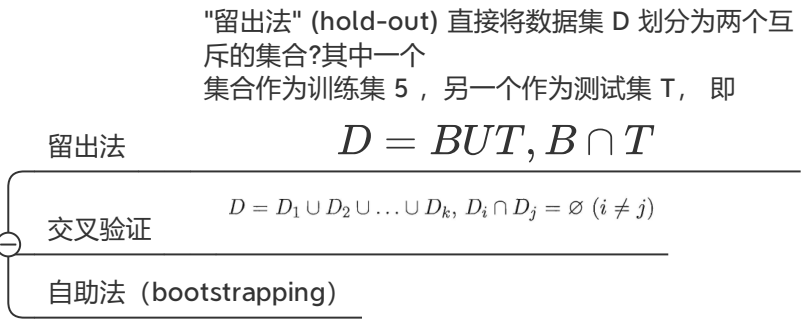 "留出法" (hold-out) 直接将数据集 D 划分为两个互
斥的集合?其中一个
集合作为训练集 5 ，另一个作为测试集 T， 即
留出法
D = BUT, B ∩ T
交叉验证
D = D₁ ∪ D₂ ∪ … ∪ Dₖ, Dᵢ ∩ Dⱼ = ∅ (i ≠ j)
自助法（bootstrapping）